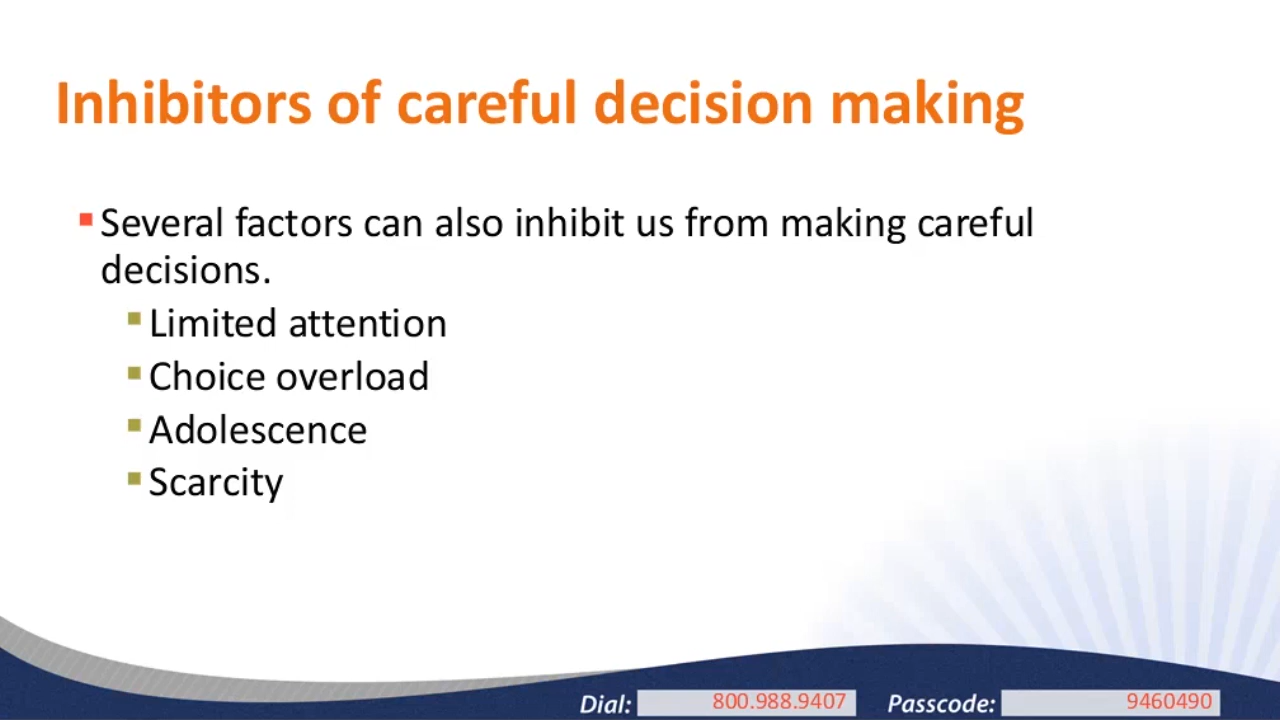 Inhibitors of careful decision making
Several factors can also inhibit us from making careful
decisions.
Limited attention
Choice overload
Adolescence
Scarcity
Dial: 800.988.9407 Passcode: 9460490